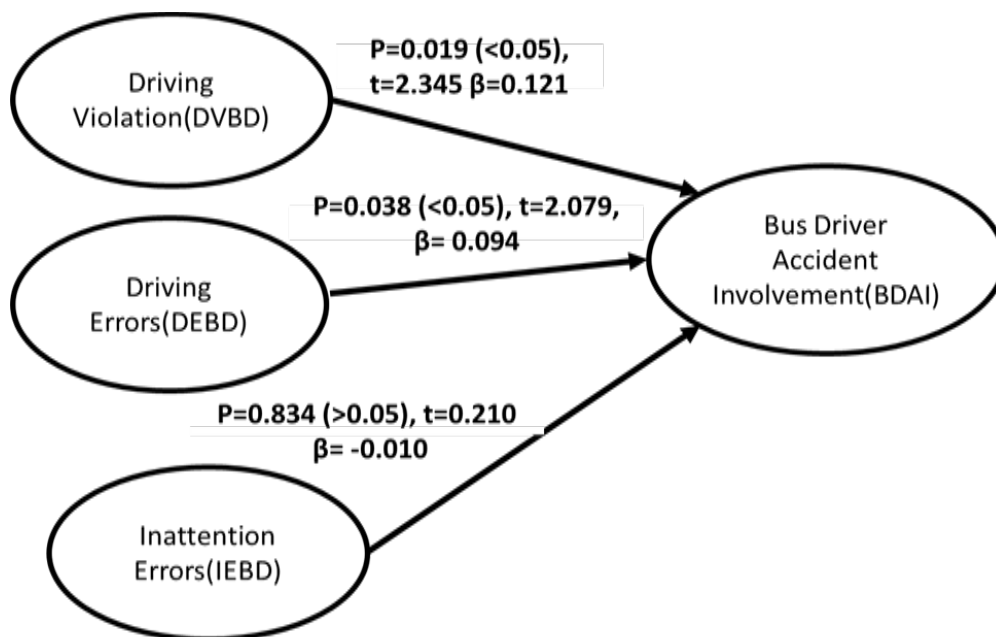 Driving
Violation(DVBD)
P=0.019 (<0.05),
t=2.345 β=0.121
Driving
Errors(DEBD)
P=0.038 (<0.05), t=2.079,
β= 0.094
Inattention
Errors(IEBD)
P=0.834 (>0.05), t=0.210
β= -0.010
Bus Driver
Accident
Involvement(BDAI)